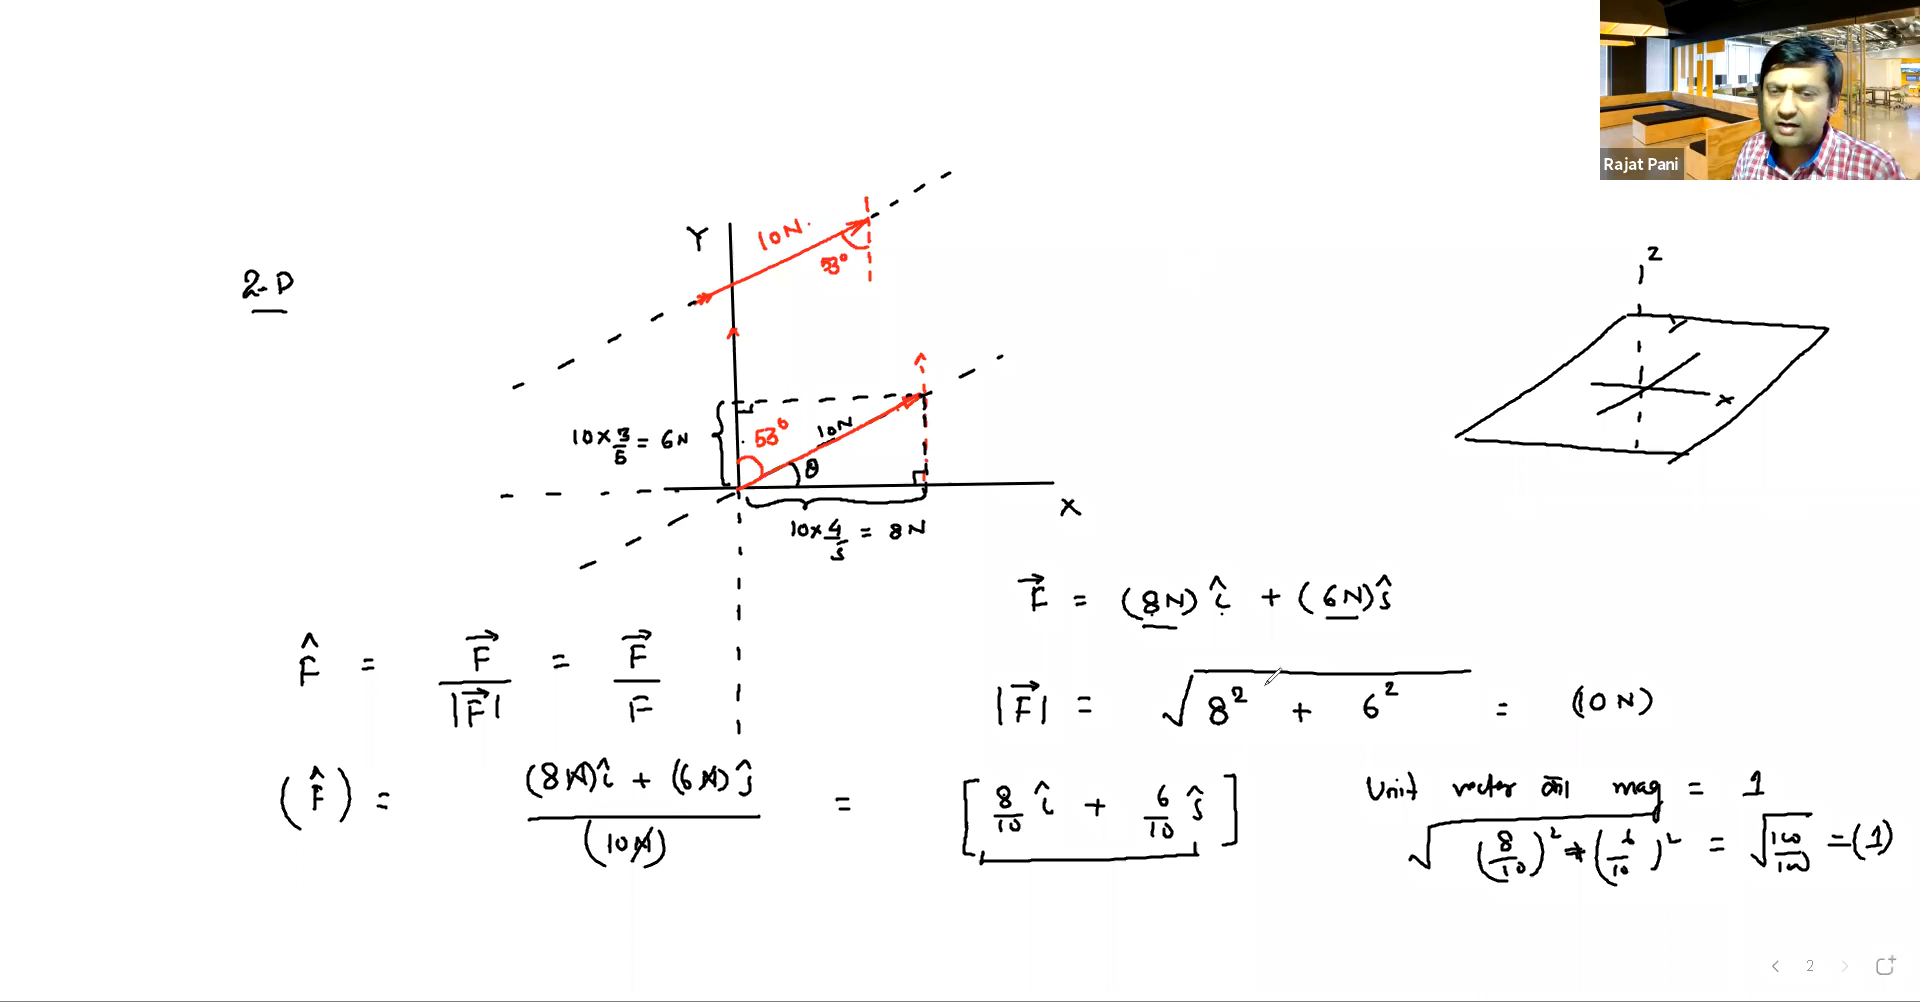 Rajat Pani
2-D
Y
10N.
53°
Z
Y
x
10 × 3/5 = 6N
53°
10N
θ
X
10 × 4/5 = 8N
F⃗ = (8N) î + (6N) ĵ
F̂ = F⃗/|F⃗| = F⃗/F
|F⃗| = √(8² + 6²) = (10N)
(F̂) = (8N)î + (6N)ĵ / (10N) = [8/10 î + 6/10 ĵ]
Unit vector का mag = 1
√((8/10)² + (6/10)²) = √(100/100) = (1)
2